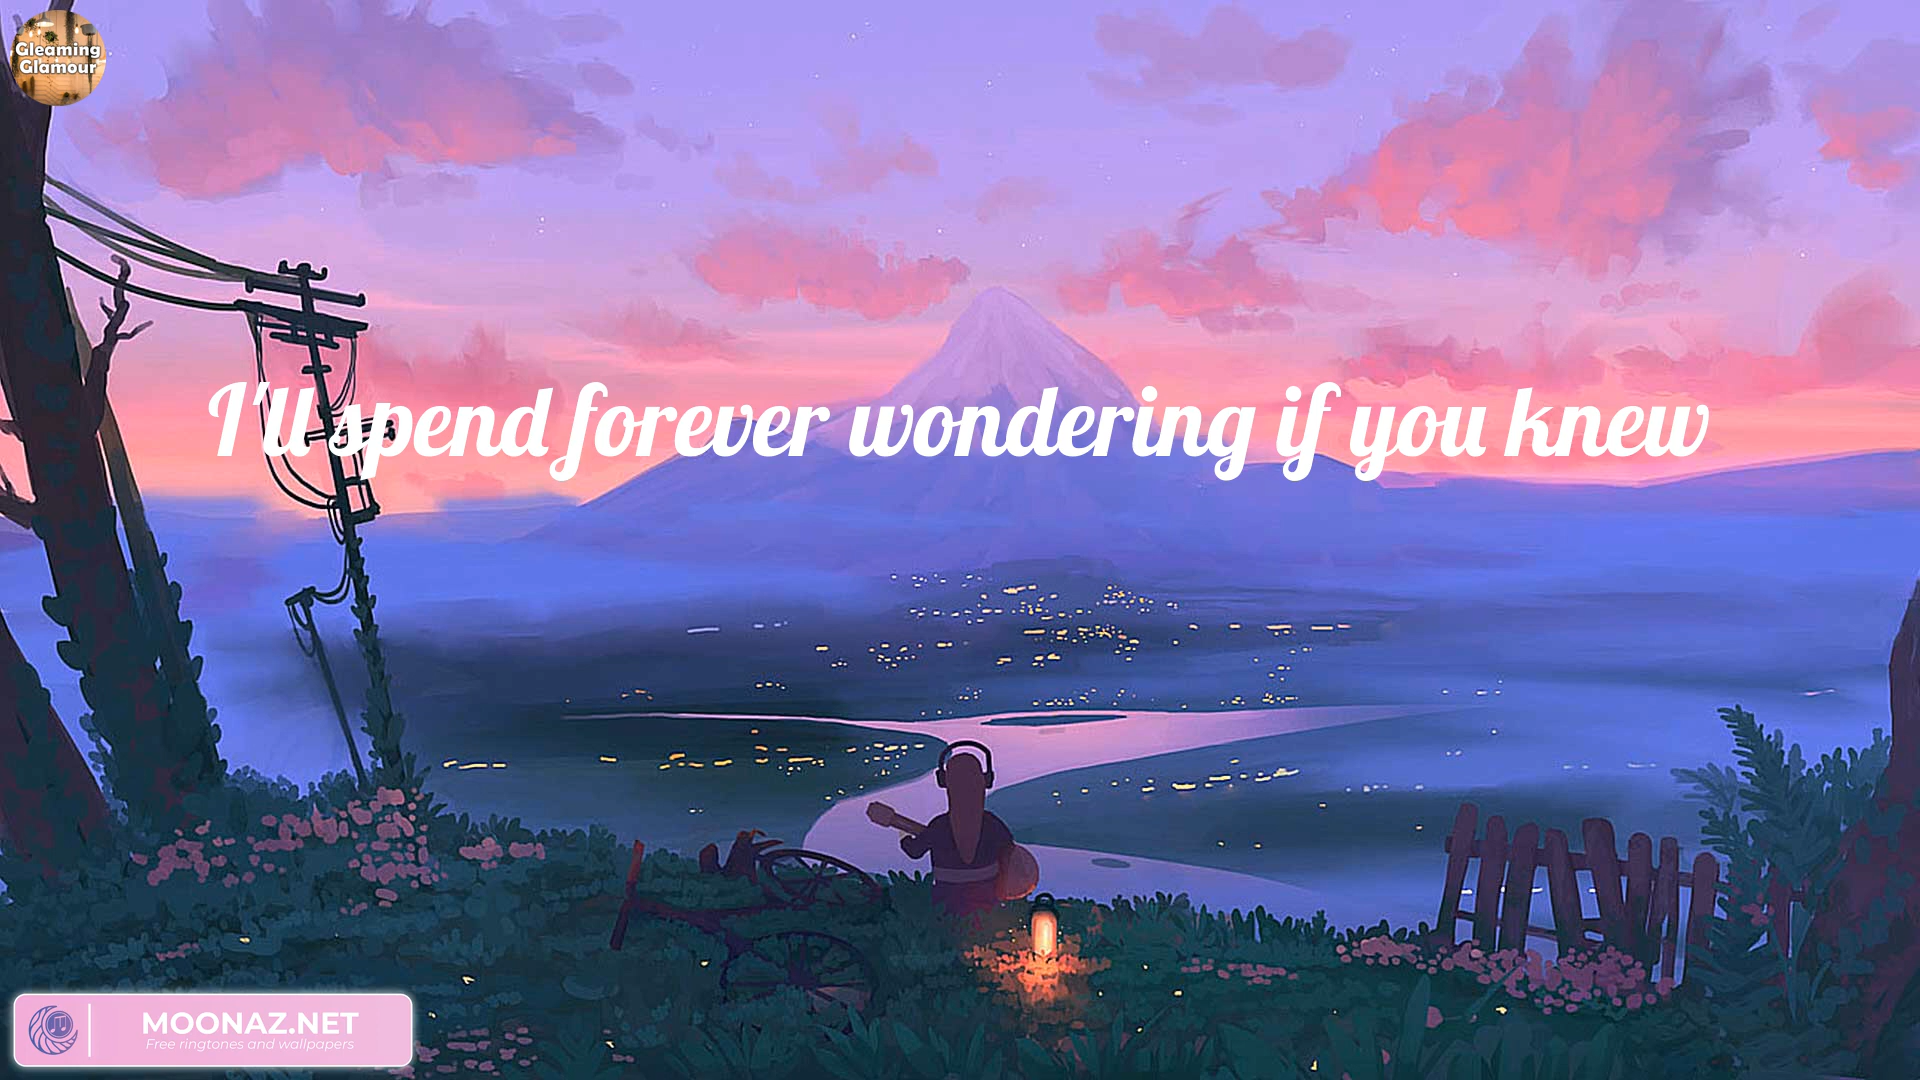 Gleaming
Glamour
I'll spend forever wondering if you knew
MOONAZ.NET
Free ringtones and wallpapers